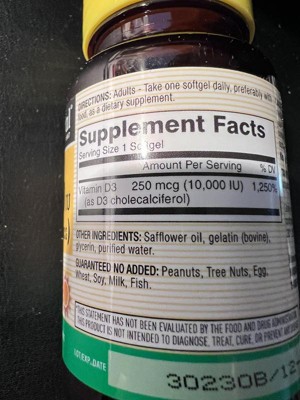 DIRECTIONS: Adults - Take one softgel daily, preferably with
food, as a dietary supplement.
Supplement Facts
Serving Size 1 Softgel
Amount Per Serving % DV
Vitamin D3 250 mcg (10,000 IU) 1,250%
(as D3 cholecalciferol)
OTHER INGREDIENTS: Safflower oil, gelatin (bovine),
glycerin, purified water.
GUARANTEED NO ADDED: Peanuts, Tree Nuts, Egg,
Wheat, Soy, Milk, Fish.
THIS STATEMENT HAS NOT BEEN EVALUATED BY THE FOOD AND DRUG
THIS PRODUCT IS NOT INTENDED TO DIAGNOSE, TREAT, CURE, OR PREVENT
LOT.EXP.DATE
30230B/12